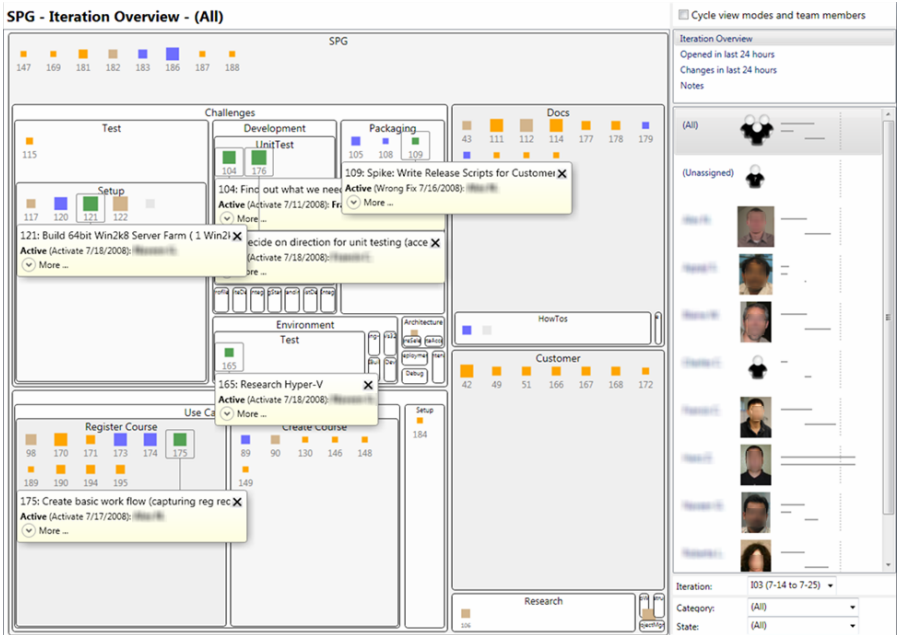 SPG - Iteration Overview - (All)
SPG
147 169 181 182 183 186 187 188
Challenges
Test
115
Setup
117 120 121 122
121: Build 64bit Win2k8 Server Farm ( 1 Win2k
Active (Activate 7/18/2008):
More ...
Development
UnitTest
104 176
104: Find out what we nee
Active (Activate 7/11/2008): Fr
More ...
ecide on direction for unit testing (acce
(Activate 7/18/2008):
ore ...
Packaging
105 108 109
109: Spike: Write Release Scripts for Customer
Active (Wrong Fix 7/16/2008):
More ...
Environment
Test
165
165: Research Hyper-V
Active (Activate 7/18/2008):
More ...
Architecture
Debug
Docs
43 111 112 114 177 178 179
HowTos
Customer
42 49 51 166 167 168 172
Use Ca
Register Course
98 170 171 173 174 175
189 190 194 195
175: Create basic work flow (capturing reg rec
Active (Activate 7/17/2008):
More ...
Create Course
89 90 130 146 148
149
Setup
184
Research
106
Cycle view modes and team members
Iteration Overview
Opened in last 24 hours
Changes in last 24 hours
Notes
(All)
(Unassigned)
Iteration: I03 (7-14 to 7-25)
Category: (All)
State: (All)